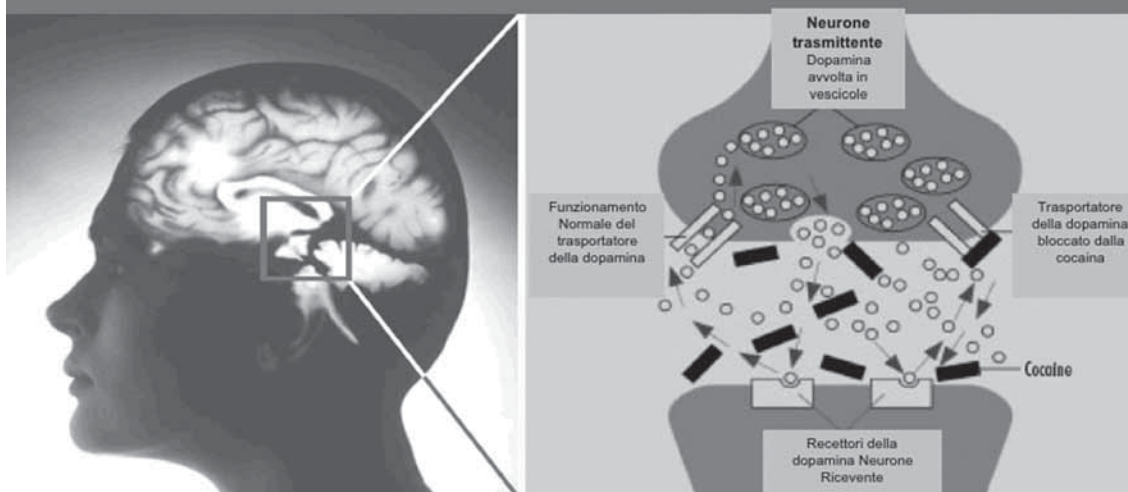 Neurone
trasmittente
Dopamina
avvolta in
vescicole
Funzionamento
Normale del
trasportatore
della dopamina
Trasportatore
della dopamina
bloccato dalla
cocaina
Cocaine
Recettori della
dopamina Neurone
Ricevente